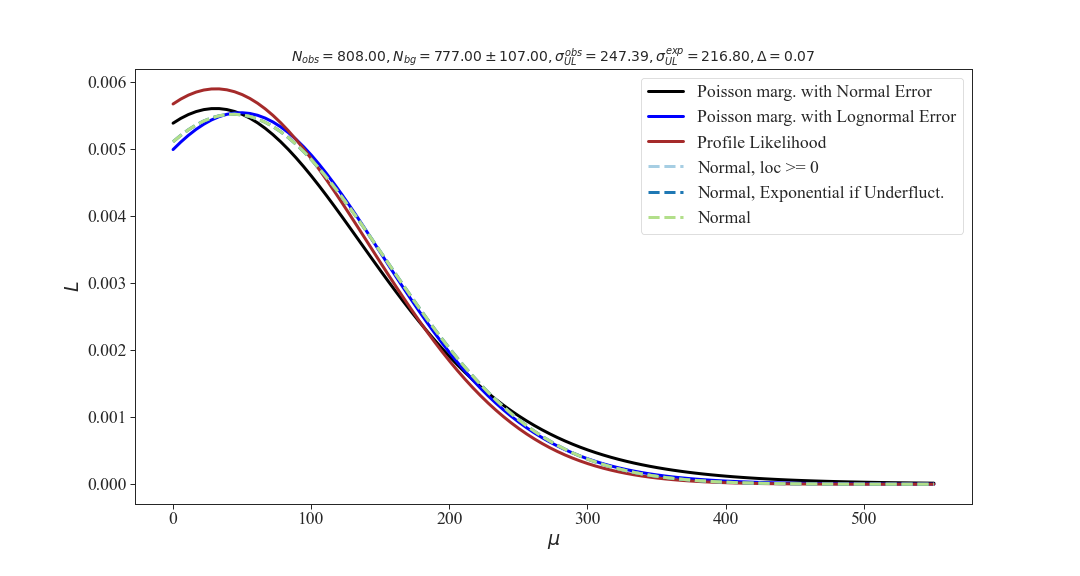 N_obs = 808.00, N_bg = 777.00 ± 107.00, σ_UL^obs = 247.39, σ_UL^exp = 216.80, Δ = 0.07
0.006
0.005
0.004
0.003
0.002
0.001
0.000
L
Poisson marg. with Normal Error
Poisson marg. with Lognormal Error
Profile Likelihood
Normal, loc >= 0
Normal, Exponential if Underfluct.
Normal
0 100 200 300 400 500
μ